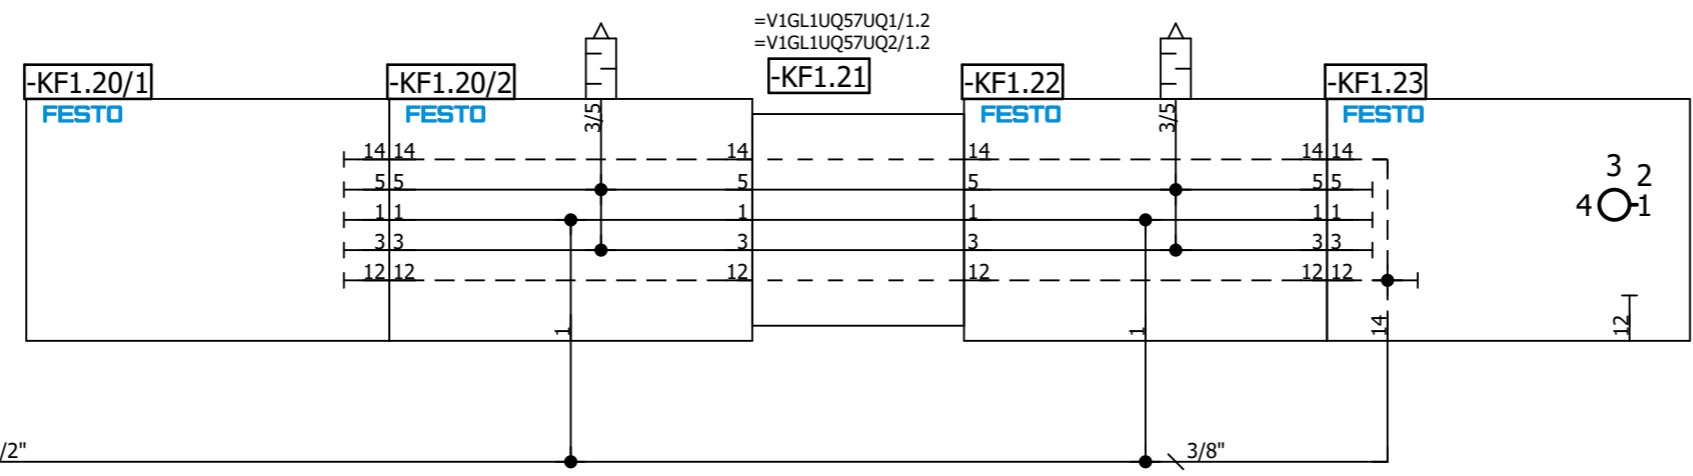 =V1GL1UQ57UQ1/1.2
=V1GL1UQ57UQ2/1.2
-KF1.20/1
-KF1.20/2
-KF1.21
-KF1.22
-KF1.23
FESTO
FESTO
FESTO
FESTO
3/5
3/5
14 14 14 14 14 14
5 5 5 5 5 5
1 1 1 1 1 1
3 3 3 3 3 3
12 12 12 12 12 12
3
2
4
1
1
1
14
12
/2"
3/8"